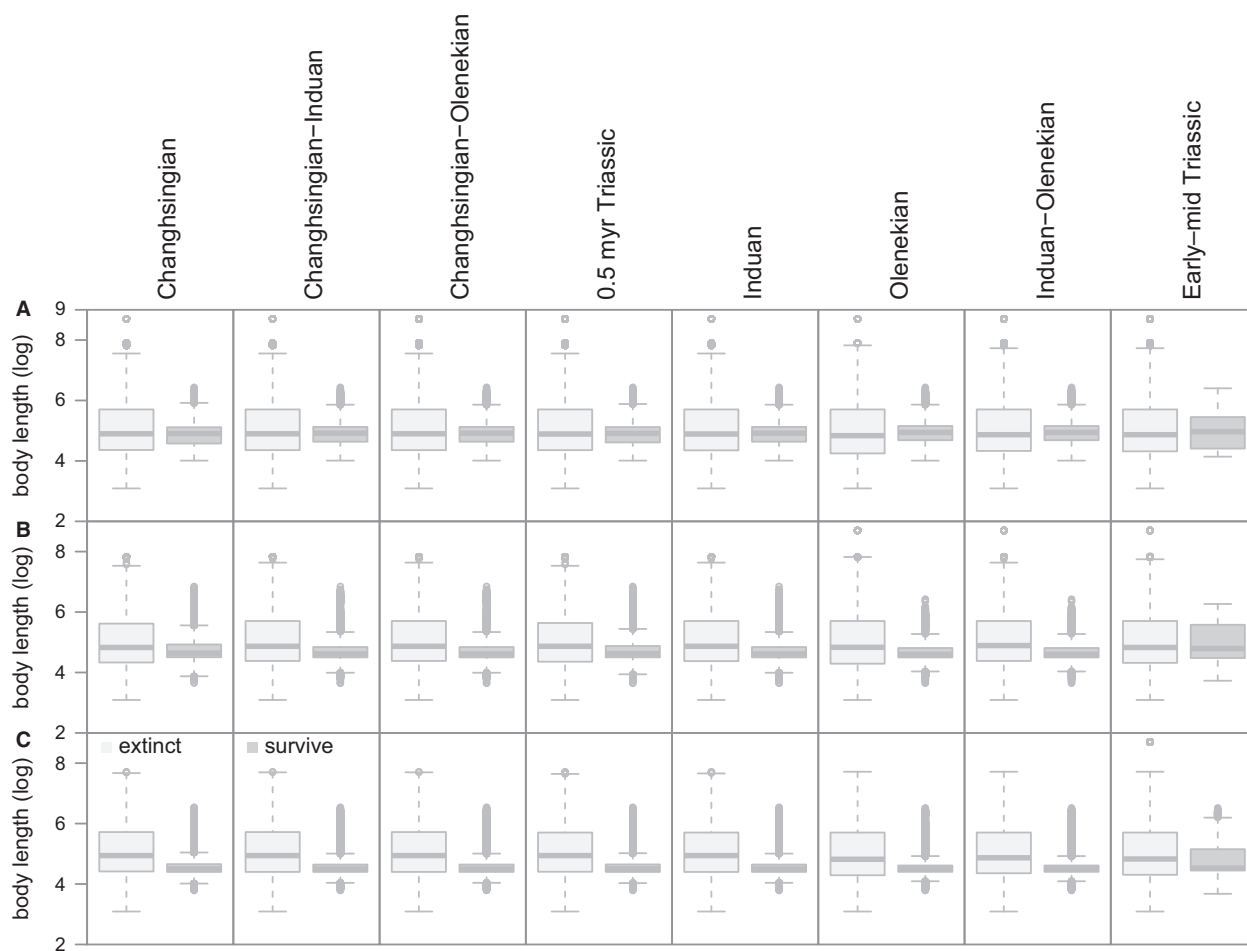 Changhsingian
Changhsingian–Induan
Changhsingian–Olenekian
0.5 myr Triassic
Induan
Olenekian
Induan–Olenekian
Early–mid Triassic
A
9
8
6
4
2
body length (log)
B
8
6
4
2
body length (log)
C
extinct
survive
8
6
4
2
body length (log)